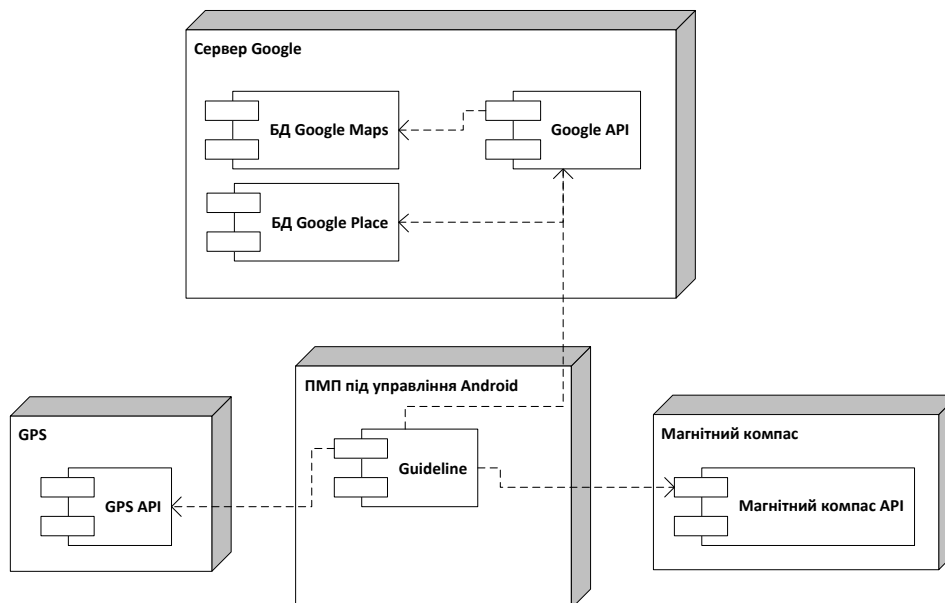 Сервер Google
БД Google Maps
Google API
БД Google Place
ПМП під управління Android
GPS
Магнітний компас
Guideline
GPS API
Магнітний компас API